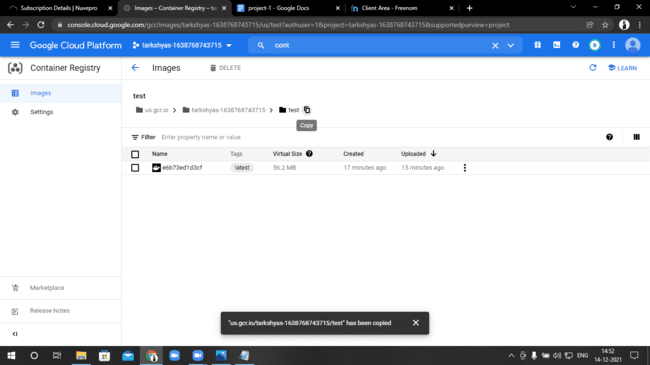 Subscription Details | Nuvepro
Images – Container Registry – ta
project-1 - Google Docs
Client Area - Freenom
console.cloud.google.com/gcr/images/tarkshyas-1638768743715/us/test?authuser=1&project=tarkshyas-1638768743715&supportedpurview=project
Google Cloud Platform
tarkshyas-1638768743715
cont
6
Container Registry
Images
DELETE
LEARN
Images
Settings
test
us.gcr.io
tarkshyas-1638768743715
test
Copy
Filter Enter property name or value
Name Tags Virtual Size Created Uploaded
e6b73ed1d3cf latest 56.2 MB 17 minutes ago 15 minutes ago
Marketplace
Release Notes
"us.gcr.io/tarkshyas-1638768743715/test" has been copied
ENG
14:52
14-12-2021